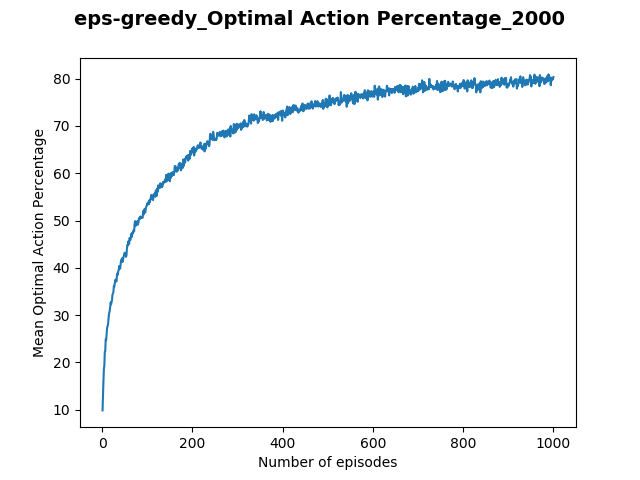 eps-greedy_Optimal Action Percentage_2000
80
70
60
50
40
30
20
10
Mean Optimal Action Percentage
0 200 400 600 800 1000
Number of episodes